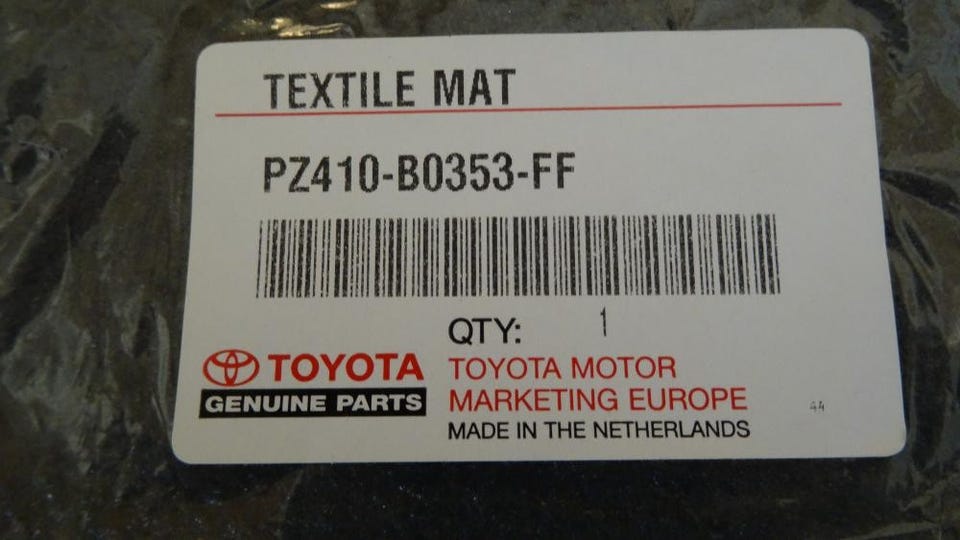 TEXTILE MAT
PZ410-B0353-FF
QTY: 1
TOYOTA
GENUINE PARTS
TOYOTA MOTOR
MARKETING EUROPE
MADE IN THE NETHERLANDS
44